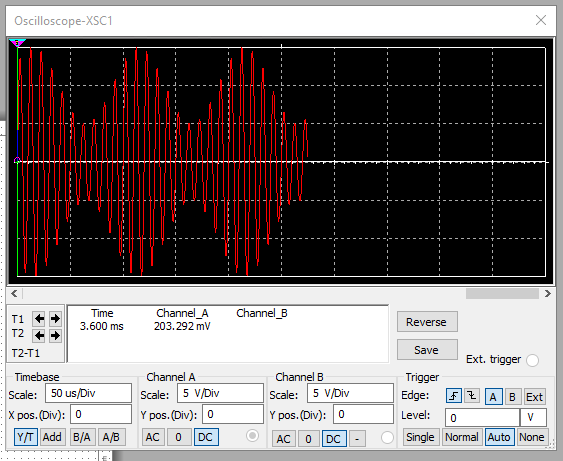 Oscilloscope-XSC1
T1
T2
T2-T1
Time Channel_A Channel_B
3.600 ms 203.292 mV
Reverse
Save
Ext. trigger
Timebase
Scale: 50 us/Div
X pos.(Div): 0
Y/T Add B/A A/B
Channel A
Scale: 5 V/Div
Y pos.(Div): 0
AC 0 DC
Channel B
Scale: 5 V/Div
Y pos.(Div): 0
AC 0 DC -
Trigger
Edge: A B Ext
Level: 0 V
Single Normal Auto None